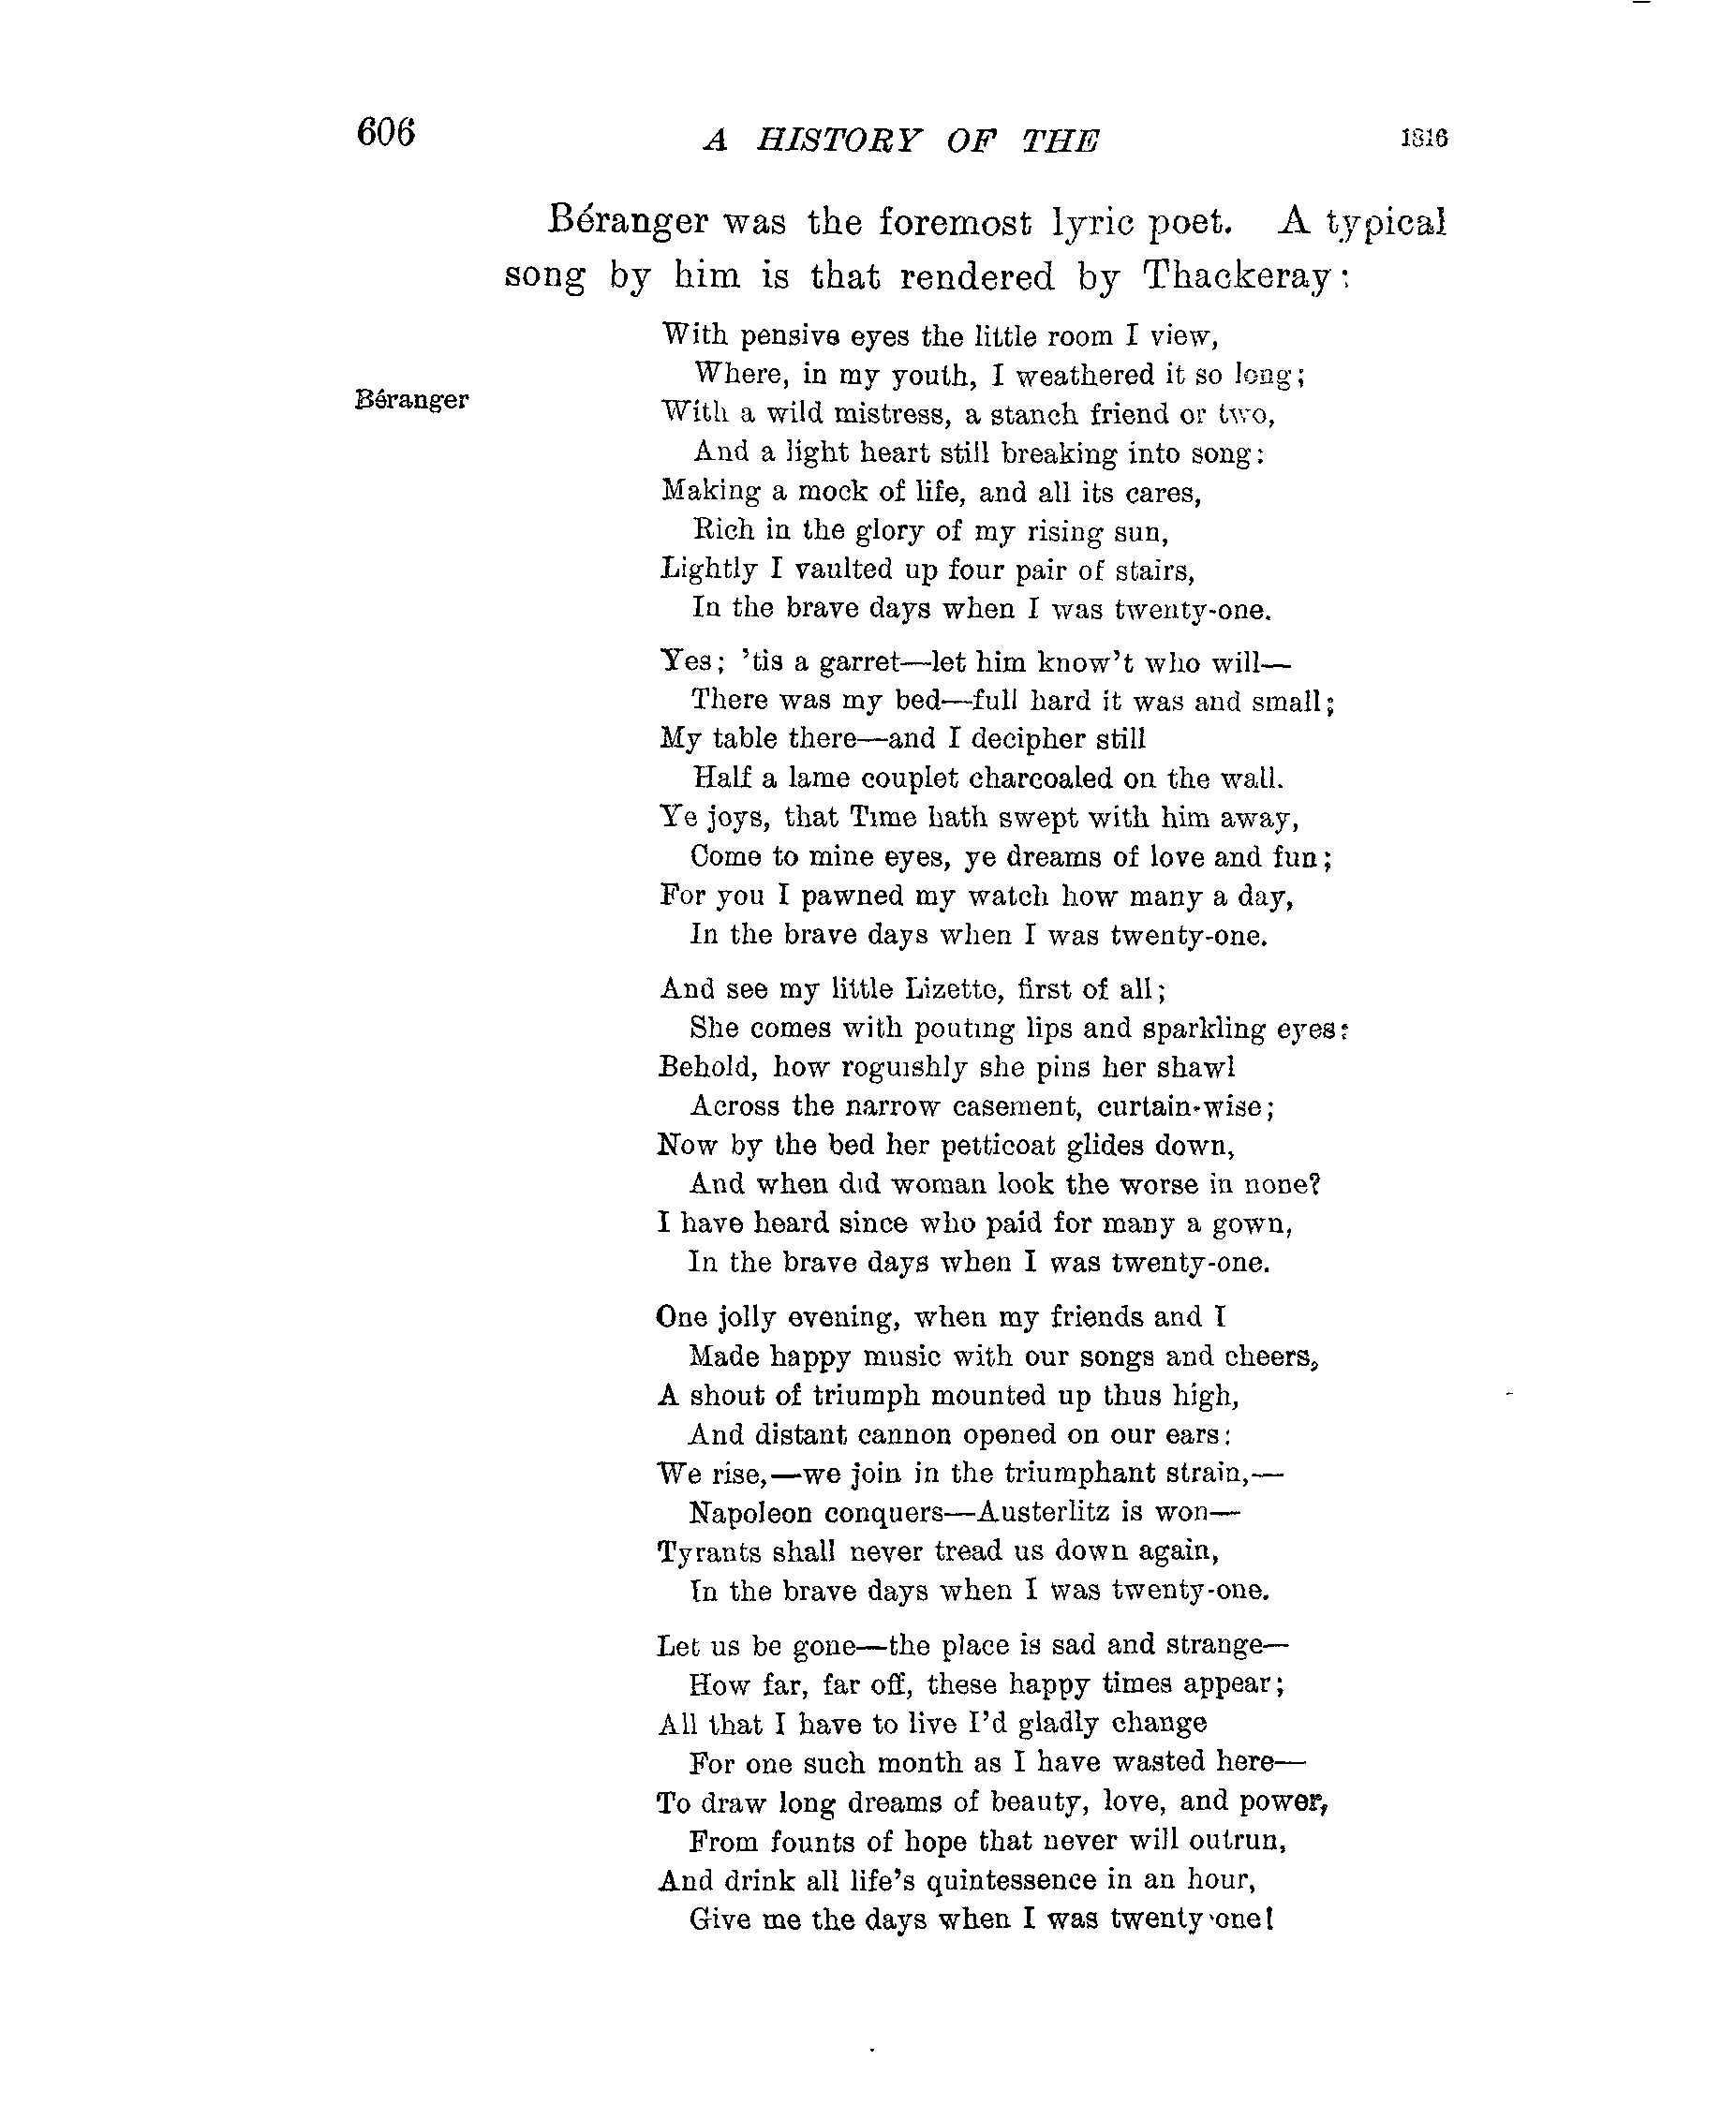 606 A HISTORY OF THE 1816
Béranger was the foremost lyric poet. A typical
song by him is that rendered by Thackeray:
With pensive eyes the little room I view,
Where, in my youth, I weathered it so long;
Béranger
With a wild mistress, a stanch friend or two,
And a light heart still breaking into song:
Making a mock of life, and all its cares,
Rich in the glory of my rising sun,
Lightly I vaulted up four pair of stairs,
In the brave days when I was twenty-one.
Yes; 'tis a garret—let him know't who will—
There was my bed—full hard it was and small;
My table there—and I decipher still
Half a lame couplet charcoaled on the wall.
Ye joys, that Time hath swept with him away,
Come to mine eyes, ye dreams of love and fun;
For you I pawned my watch how many a day,
In the brave days when I was twenty-one.
And see my little Lizette, first of all;
She comes with pouting lips and sparkling eyes:
Behold, how roguishly she pins her shawl
Across the narrow casement, curtain-wise;
Now by the bed her petticoat glides down,
And when did woman look the worse in none?
I have heard since who paid for many a gown,
In the brave days when I was twenty-one.
One jolly evening, when my friends and I
Made happy music with our songs and cheers,
A shout of triumph mounted up thus high,
And distant cannon opened on our ears:
We rise,—we join in the triumphant strain,—
Napoleon conquers—Austerlitz is won—
Tyrants shall never tread us down again,
In the brave days when I was twenty-one.
Let us be gone—the place is sad and strange—
How far, far off, these happy times appear;
All that I have to live I'd gladly change
For one such month as I have wasted here—
To draw long dreams of beauty, love, and power,
From founts of hope that never will outrun,
And drink all life's quintessence in an hour,
Give me the days when I was twenty-one!